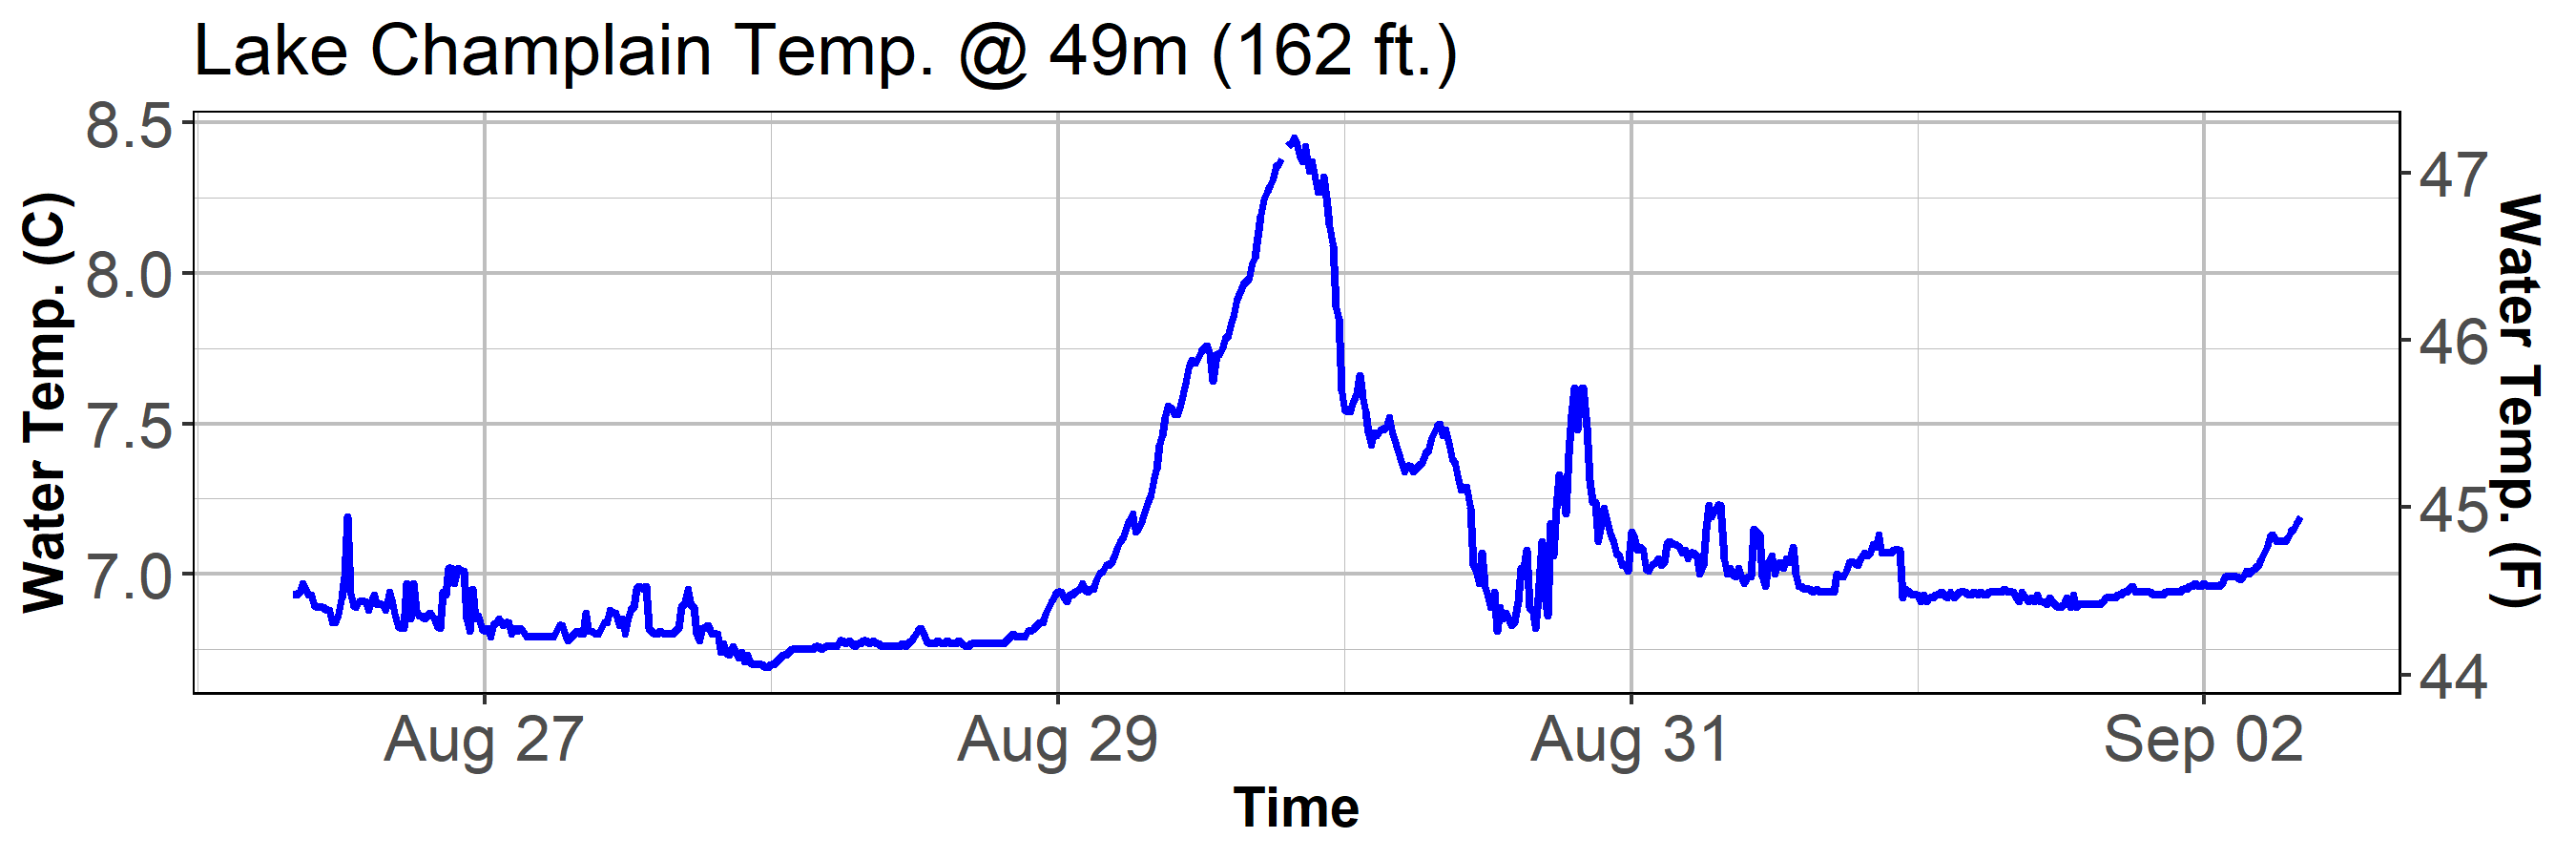 Lake Champlain Temp. @ 49m (162 ft.)
Water Temp. (C)
8.5
8.0
7.5
7.0
47
46
45
44
Water Temp. (F)
Aug 27
Aug 29
Aug 31
Sep 02
Time